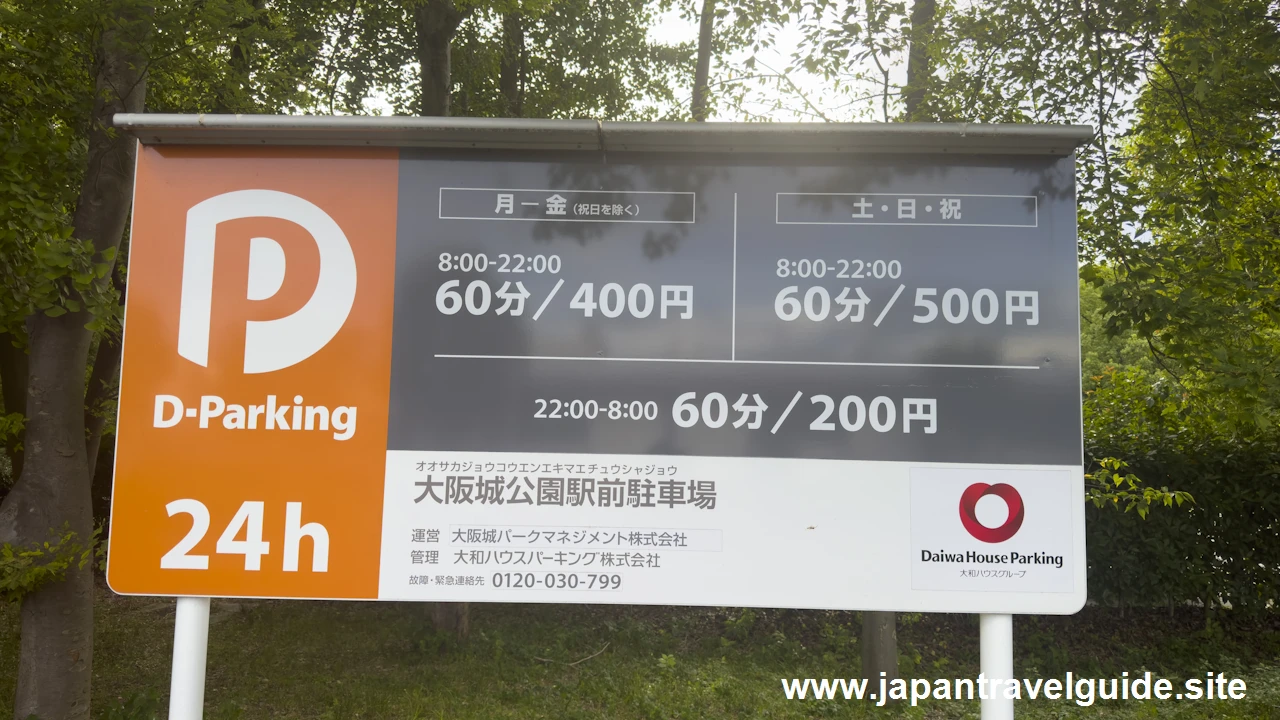 D-Parking
24h
月ー金(祝日を除く)
8:00-22:00
60分/400円
土・日・祝
8:00-22:00
60分/500円
22:00-8:00 60分/200円
オオサカジョウコウエンエキマエチュウシャジョウ
大阪城公園駅前駐車場
運営 大阪城パークマネジメント株式会社
管理 大和ハウスパーキング株式会社
故障・緊急連絡先 0120-030-799
Daiwa House Parking
大和ハウスグループ
www.japantravelguide.site